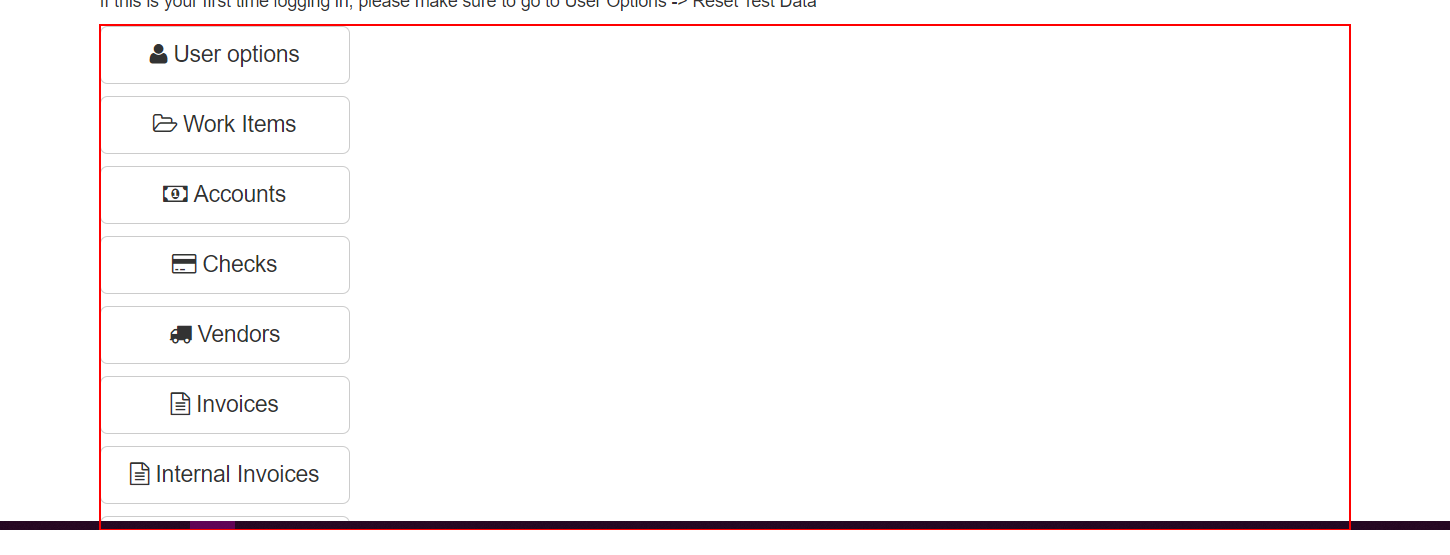 If this is your first time logging in, please make sure to go to User Options -> Reset Test Data
User options
Work Items
Accounts
Checks
Vendors
Invoices
Internal Invoices